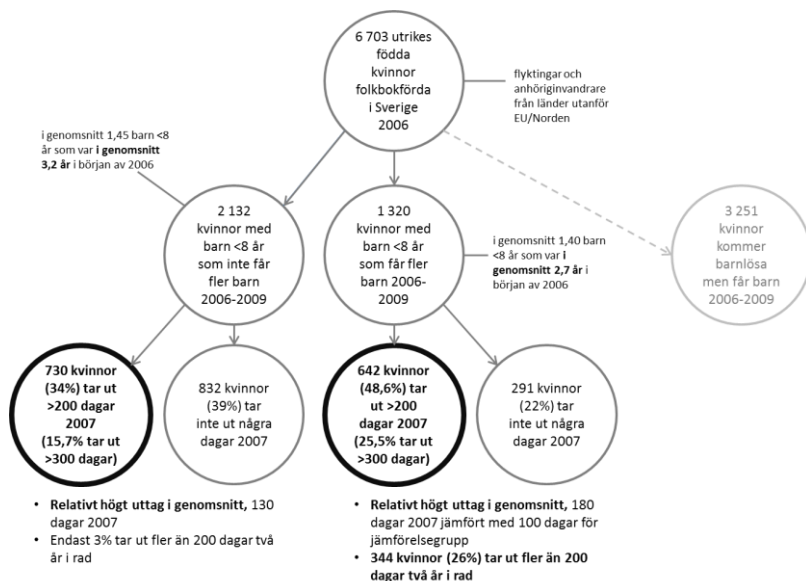 6 703 utrikes
födda
kvinnor
folkbokförda
i Sverige
2006
flyktingar och
anhöriginvandrare
från länder utanför
EU/Norden
i genomsnitt 1,45 barn <8
år som var i genomsnitt
3,2 år i början av 2006
2 132
kvinnor med
barn <8 år
som inte får
fler barn
2006-2009
1 320
kvinnor med
barn <8 år
som får fler
barn 2006-
2009
i genomsnitt 1,40 barn
<8 år som var i
genomsnitt 2,7 år i
början av 2006
3 251
kvinnor
kommer
barnlösa
men får barn
2006-2009
730 kvinnor
(34%) tar ut
>200 dagar
2007
(15,7% tar ut
>300 dagar)
832 kvinnor
(39%) tar
inte ut några
dagar 2007
642 kvinnor
(48,6%) tar
ut >200
dagar 2007
(25,5% tar ut
>300 dagar)
291 kvinnor
(22%) tar
inte ut några
dagar 2007
• Relativt högt uttag i genomsnitt, 130
dagar 2007
• Endast 3% tar ut fler än 200 dagar två
år i rad
• Relativt högt uttag i genomsnitt, 180
dagar 2007 jämfört med 100 dagar för
jämförelsegrupp
• 344 kvinnor (26%) tar ut fler än 200
dagar två år i rad